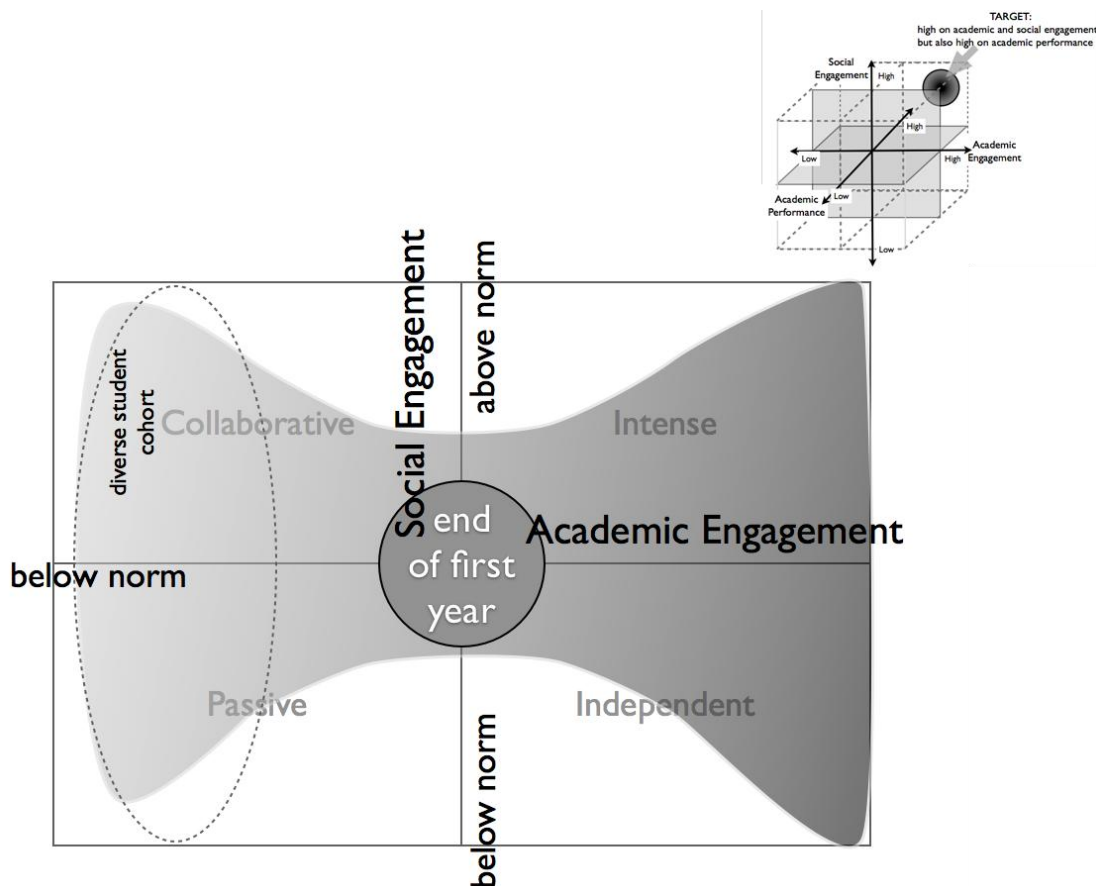 TARGET:
high on academic and social engagement
but also high on academic performance
Social
Engagement
High
High
Low
High
Academic
Engagement
Low
Academic
Performance
Low
Social Engagement
above norm
diverse student
cohort
Collaborative
Intense
end
of first
year
Academic Engagement
below norm
Passive
Independent
below norm